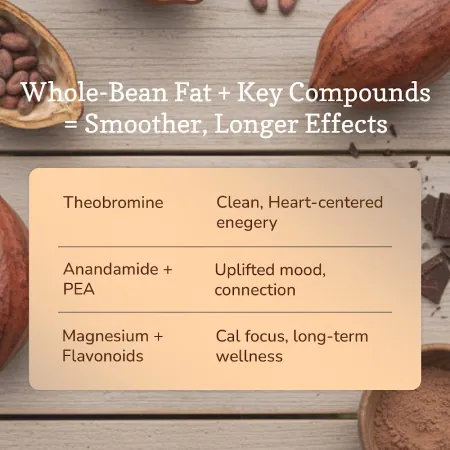 Whole-Bean Fat + Key Compounds
= Smoother, Longer Effects
Theobromine
Clean, Heart-centered
enegery
Anandamide +
PEA
Uplifted mood,
connection
Magnesium +
Flavonoids
Cal focus, long-term
wellness